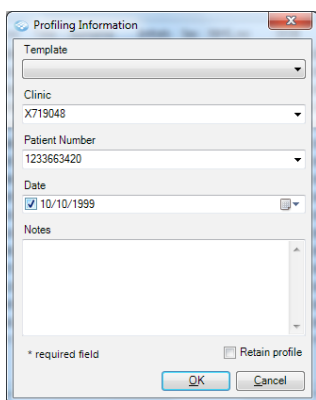 Profiling Information
Template
Clinic
X719048
Patient Number
1233663420
Date
10/10/1999
Notes
* required field
Retain profile
OK Cancel